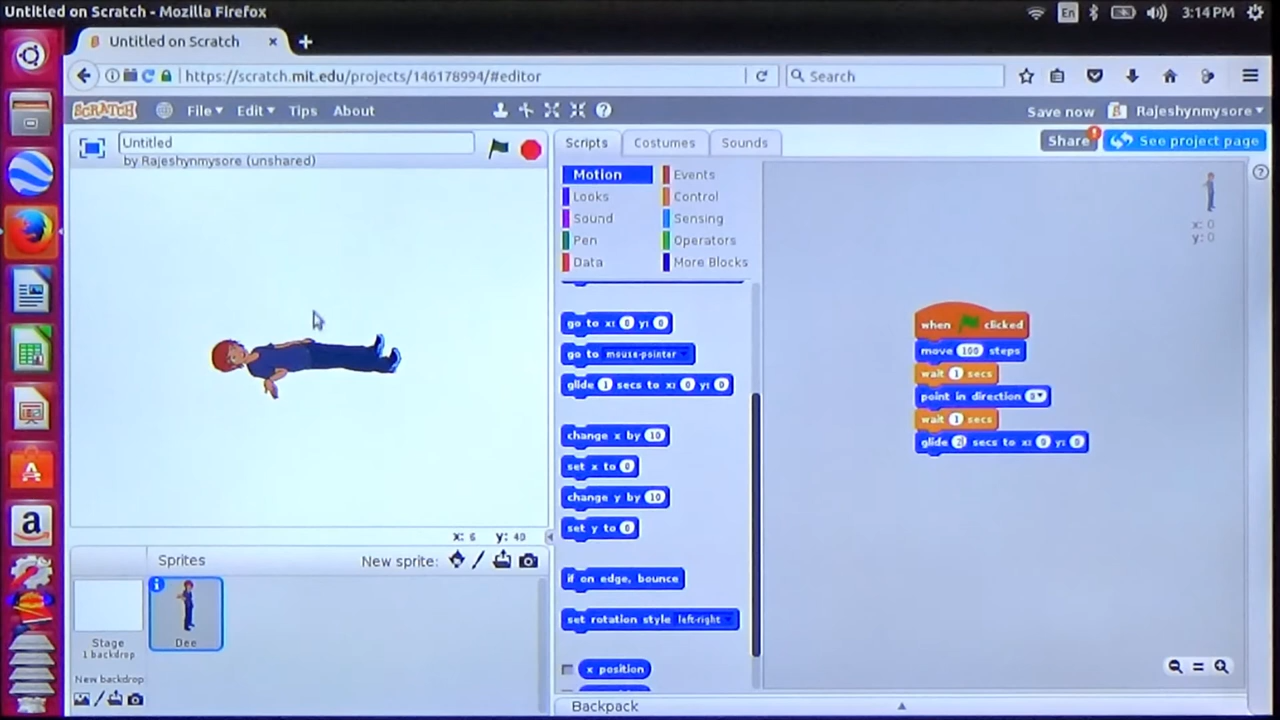 Untitled on Scratch - Mozilla Firefox
En
3:14 PM
Untitled on Scratch
https://scratch.mit.edu/projects/146178994/#editor
Search
SCRATCH
File Edit Tips About
Save now
Rajeshynmysore
Untitled
by Rajeshynmysore (unshared)
Scripts Costumes Sounds
Share
See project page
Motion Events
Looks Control
Sound Sensing
Pen Operators
Data More Blocks
x: 0
y: 0
go to x: 0 y: 0
go to mouse-pointer
glide 1 secs to x: 0 y: 0
change x by 10
set x to 0
change y by 10
set y to 0
if on edge, bounce
set rotation style left-right
x position
when clicked
move 100 steps
wait 1 secs
point in direction 0
wait 1 secs
glide 2 secs to x: 0 y: 0
x: 6 y: 40
Sprites
New sprite:
Stage
1 backdrop
Dee
New backdrop
Backpack